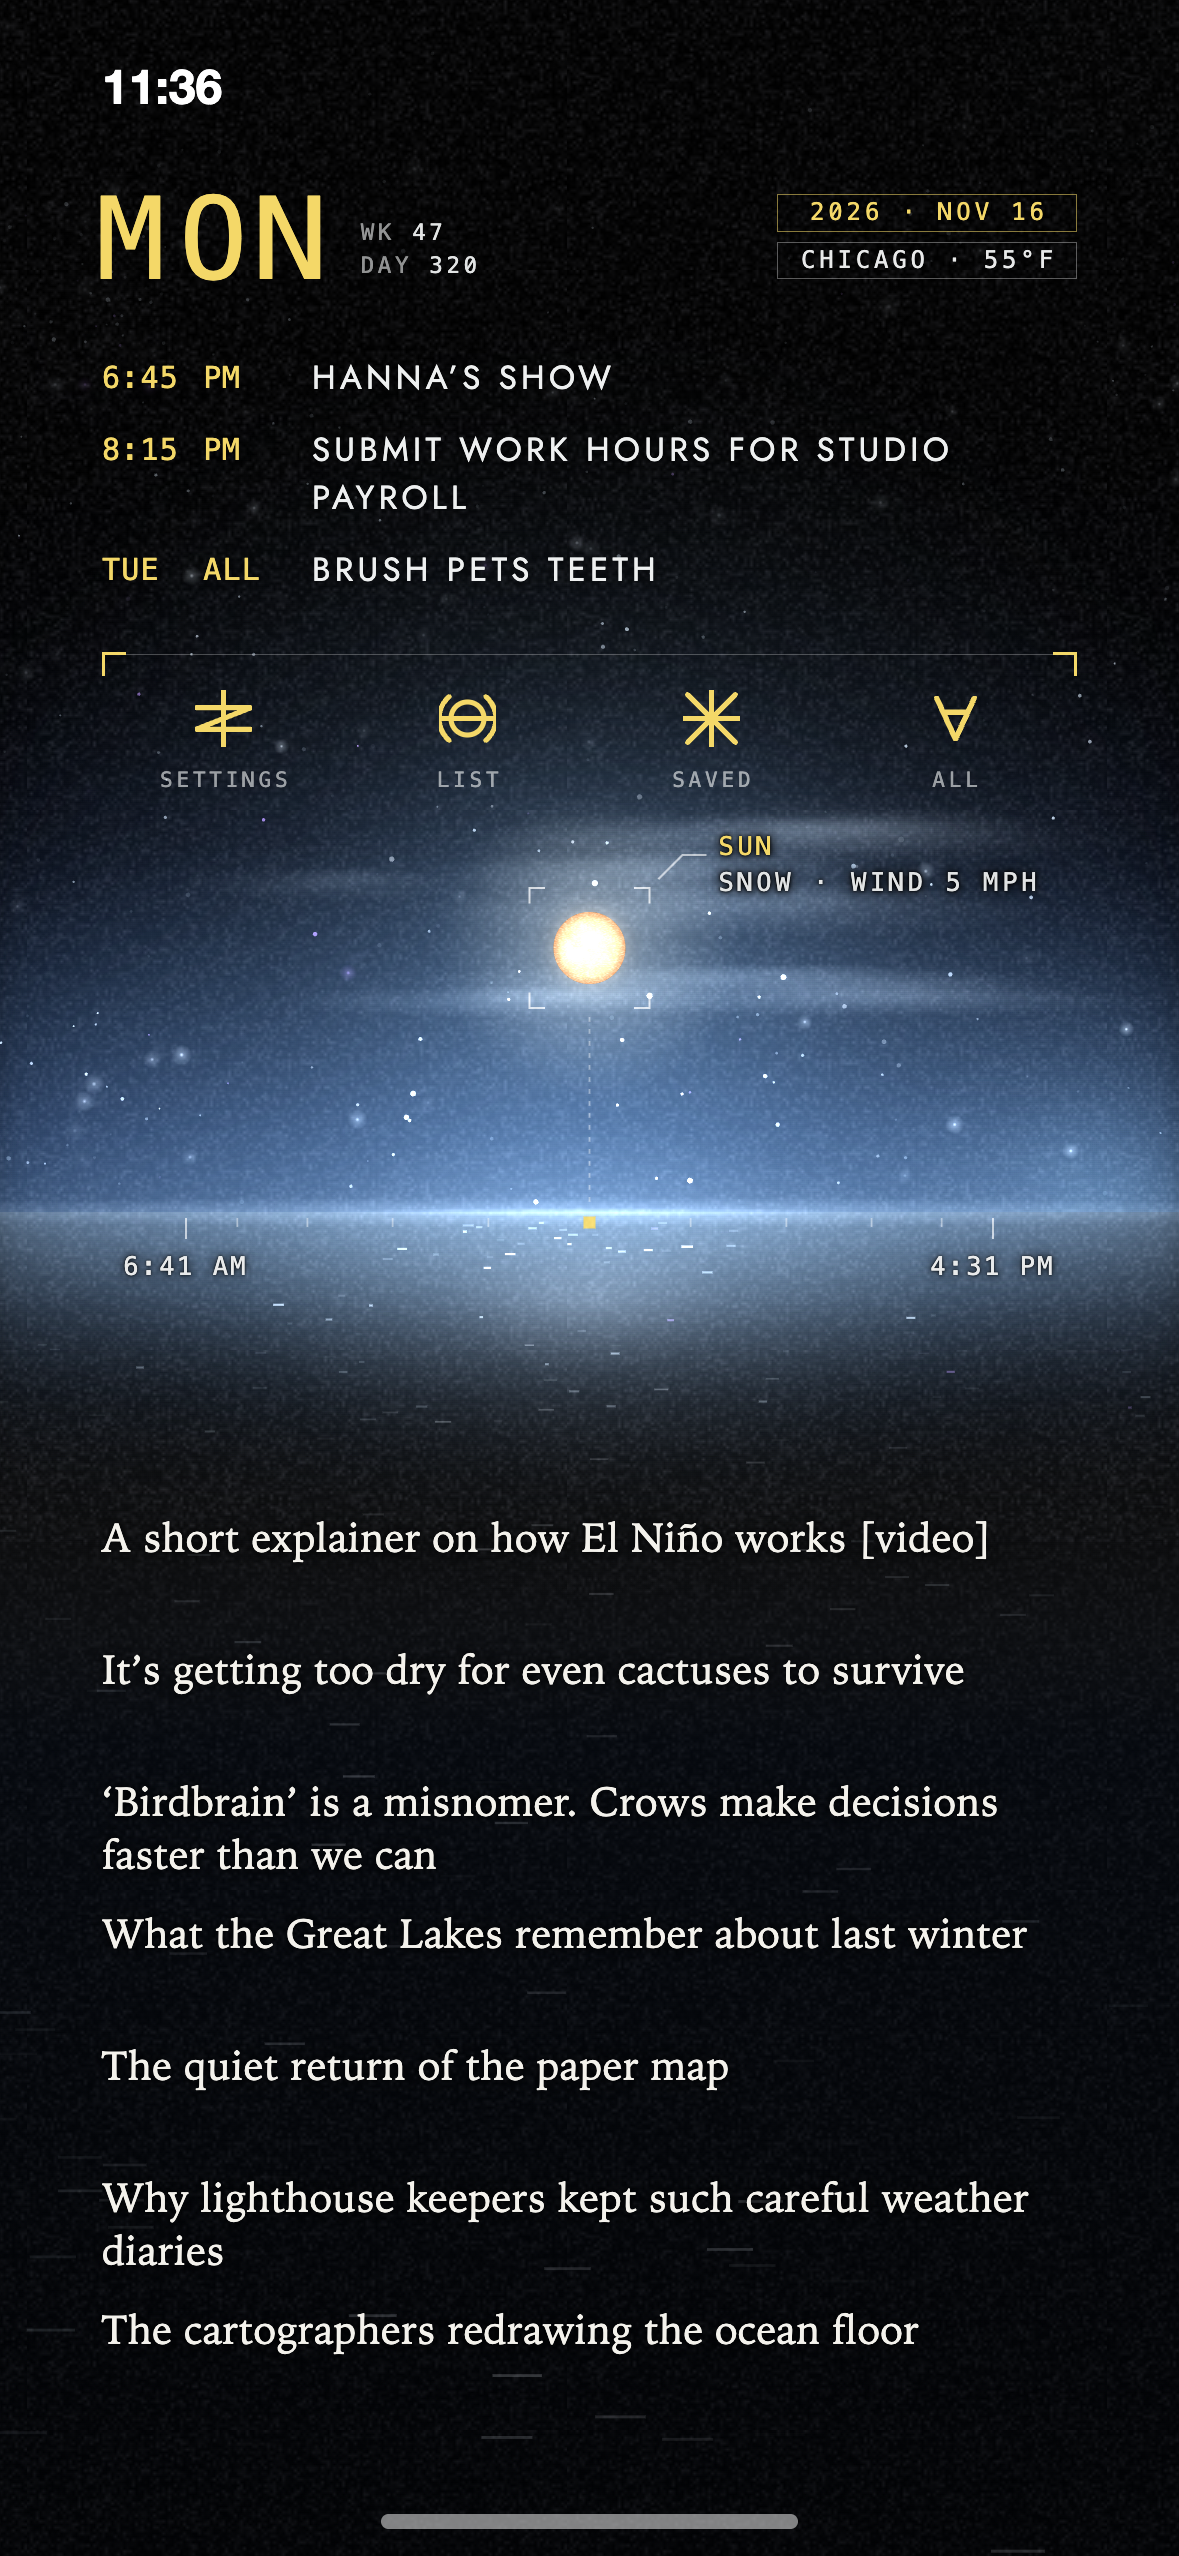 11:36
MON
WK 47
DAY 320
2026 · NOV 16
CHICAGO · 55°F
6:45 PM HANNA’S SHOW
8:15 PM SUBMIT WORK HOURS FOR STUDIO
PAYROLL
TUE ALL BRUSH PETS TEETH
SETTINGS LIST SAVED ALL
SUN
SNOW · WIND 5 MPH
6:41 AM 4:31 PM
A short explainer on how El Niño works [video]
It’s getting too dry for even cactuses to survive
‘Birdbrain’ is a misnomer. Crows make decisions
faster than we can
What the Great Lakes remember about last winter
The quiet return of the paper map
Why lighthouse keepers kept such careful weather
diaries
The cartographers redrawing the ocean floor